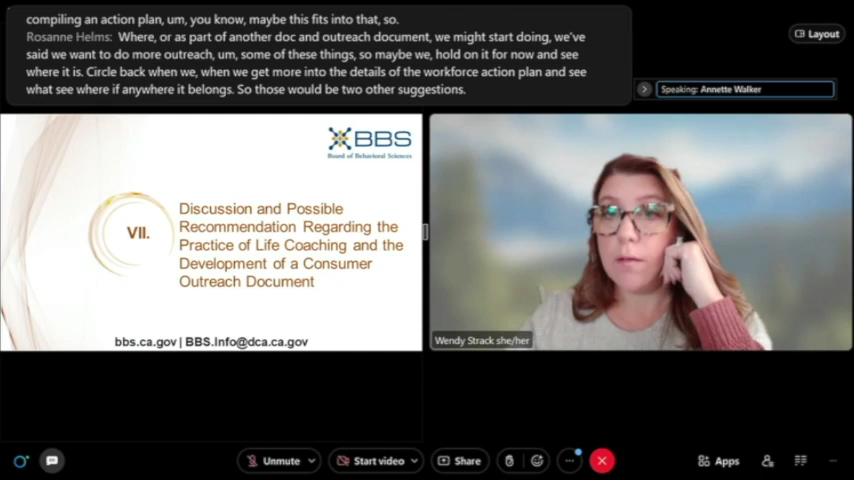 compiling an action plan, um, you know, maybe this fits into that, so.
Rosanne Helms: Where, or as part of another doc and outreach document, we might start doing, we've
said we want to do more outreach, um, some of these things, so maybe we, hold on it for now and see
where it is. Circle back when we, when we get more into the details of the workforce action plan and see
what see where if anywhere it belongs. So those would be two other suggestions.
Layout
Speaking: Annette Walker
BBS
Board of Behavioral Sciences
VII.
Discussion and Possible
Recommendation Regarding the
Practice of Life Coaching and the
Development of a Consumer
Outreach Document
bbs.ca.gov | BBS.Info@dca.ca.gov
Wendy Strack she/her
Unmute
Start video
Share
Apps